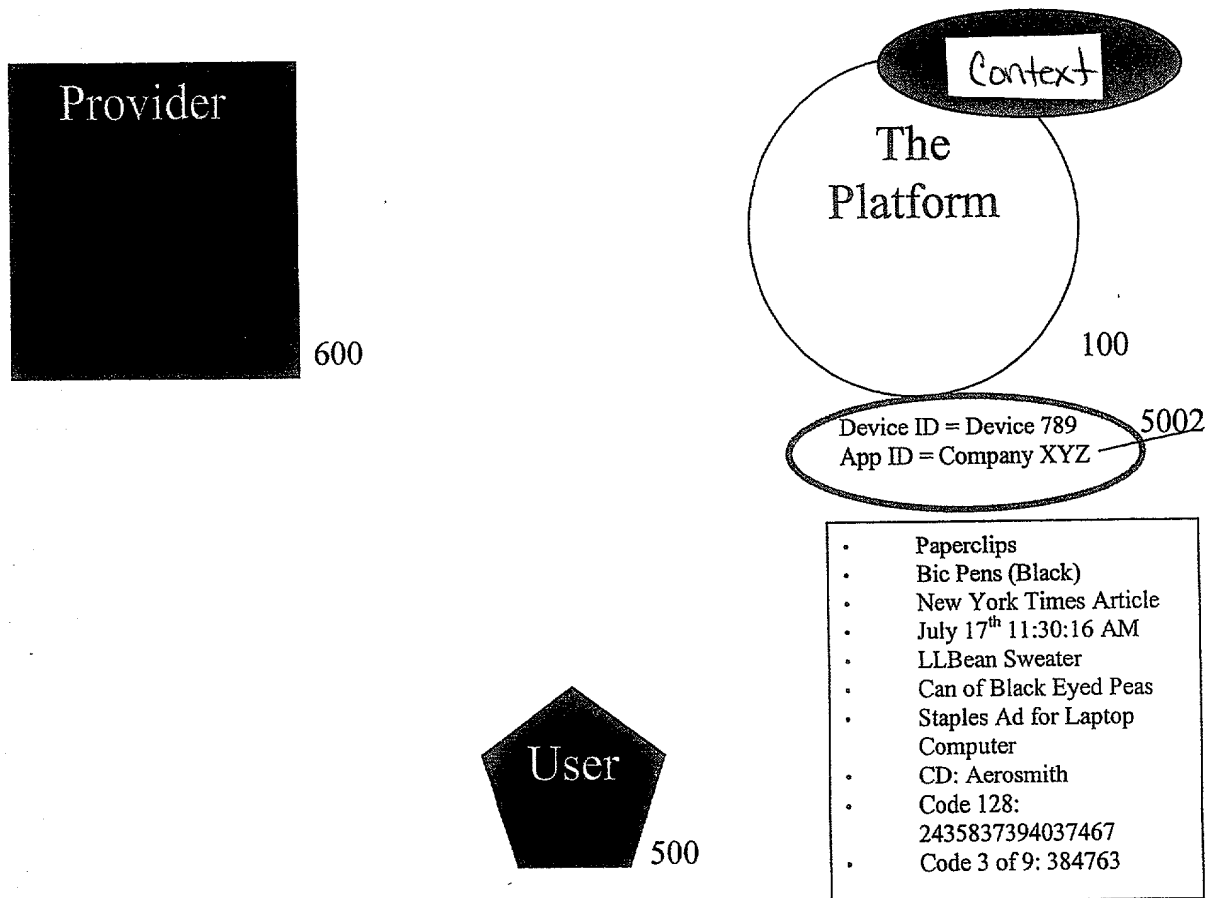 Provider
600
Context
The
Platform
100
Device ID = Device 789
App ID = Company XYZ
5002
· Paperclips
· Bic Pens (Black)
· New York Times Article
· July 17th 11:30:16 AM
· LLBean Sweater
· Can of Black Eyed Peas
· Staples Ad for Laptop
Computer
· CD: Aerosmith
· Code 128:
2435837394037467
· Code 3 of 9: 384763
User
500